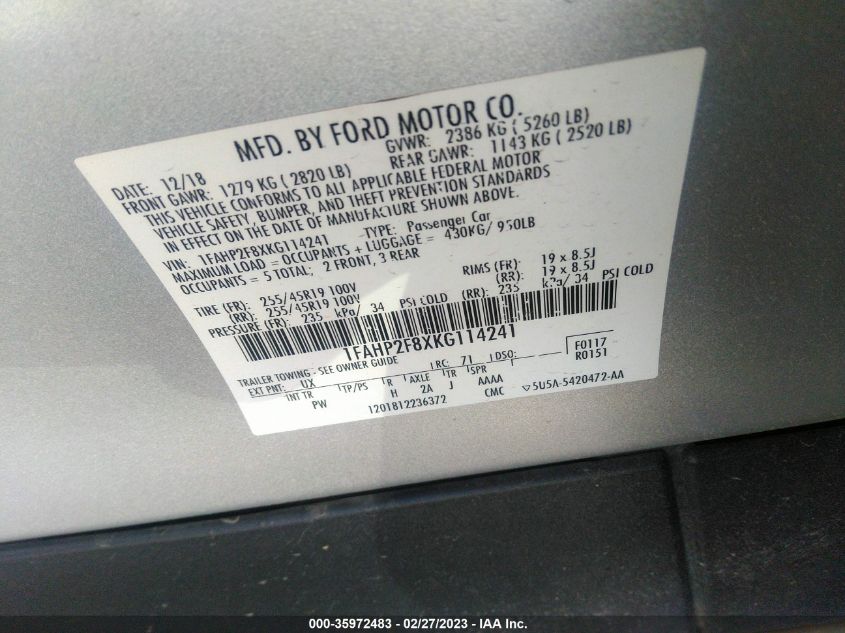 MFD. BY FORD MOTOR CO.
DATE: 12/18
GVWR: 2386 KG ( 5260 LB)
FRONT GAWR: 1279 KG ( 2820 LB)
REAR GAWR: 1143 KG ( 2520 LB)
THIS VEHICLE CONFORMS TO ALL APPLICABLE FEDERAL MOTOR
VEHICLE SAFETY, BUMPER, AND THEFT PREVENTION STANDARDS
IN EFFECT ON THE DATE OF MANUFACTURE SHOWN ABOVE.
VIN: 1FAHP2F8XKG114241 TYPE: Passenger Car
MAXIMUM LOAD = OCCUPANTS + LUGGAGE = 430KG/ 950LB
OCCUPANTS = 5 TOTAL; 2 FRONT, 3 REAR
TIRE (FR): 255/45R19 100V RIMS (FR): 19 x 8.5J
(RR): 255/45R19 100V (RR): 19 x 8.5J
PRESSURE (FR): 235 kPa/ 34 PSI COLD (RR): 235 kPa/ 34 PSI COLD
1FAHP2F8XKG114241
TRAILER TOWING - SEE OWNER GUIDE
F0117
R0151
EXT PNT: UX RC: 71 DSO:
INT TR TP/PS R AXLE TR SPR
PW H 2A J AAAA
1201812236372 CMC 5U5A-5420472-AA
000-35972483 - 02/27/2023 - IAA Inc.